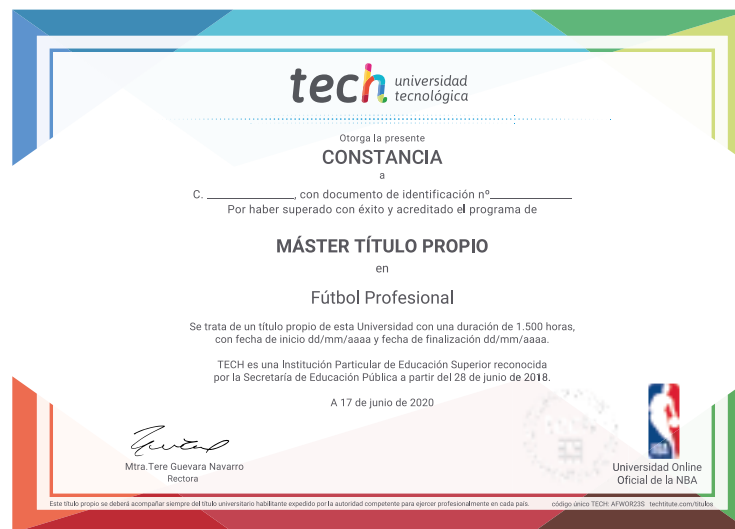 tech universidad
tecnológica
Otorga la presente
CONSTANCIA
a
C. ________________, con documento de identificación nº______________
Por haber superado con éxito y acreditado el programa de
MÁSTER TÍTULO PROPIO
en
Fútbol Profesional
Se trata de un título propio de esta Universidad con una duración de 1.500 horas,
con fecha de inicio dd/mm/aaaa y fecha de finalización dd/mm/aaaa.
TECH es una Institución Particular de Educación Superior reconocida
por la Secretaría de Educación Pública a partir del 28 de junio de 2018.
A 17 de junio de 2020
Mtra.Tere Guevara Navarro
Rectora
Universidad Online
Oficial de la NBA
Este título propio se deberá acompañar siempre del título universitario habilitante expedido por la autoridad competente para ejercer profesionalmente en cada país. código único TECH: AFWOR23S techtitute.com/títulos